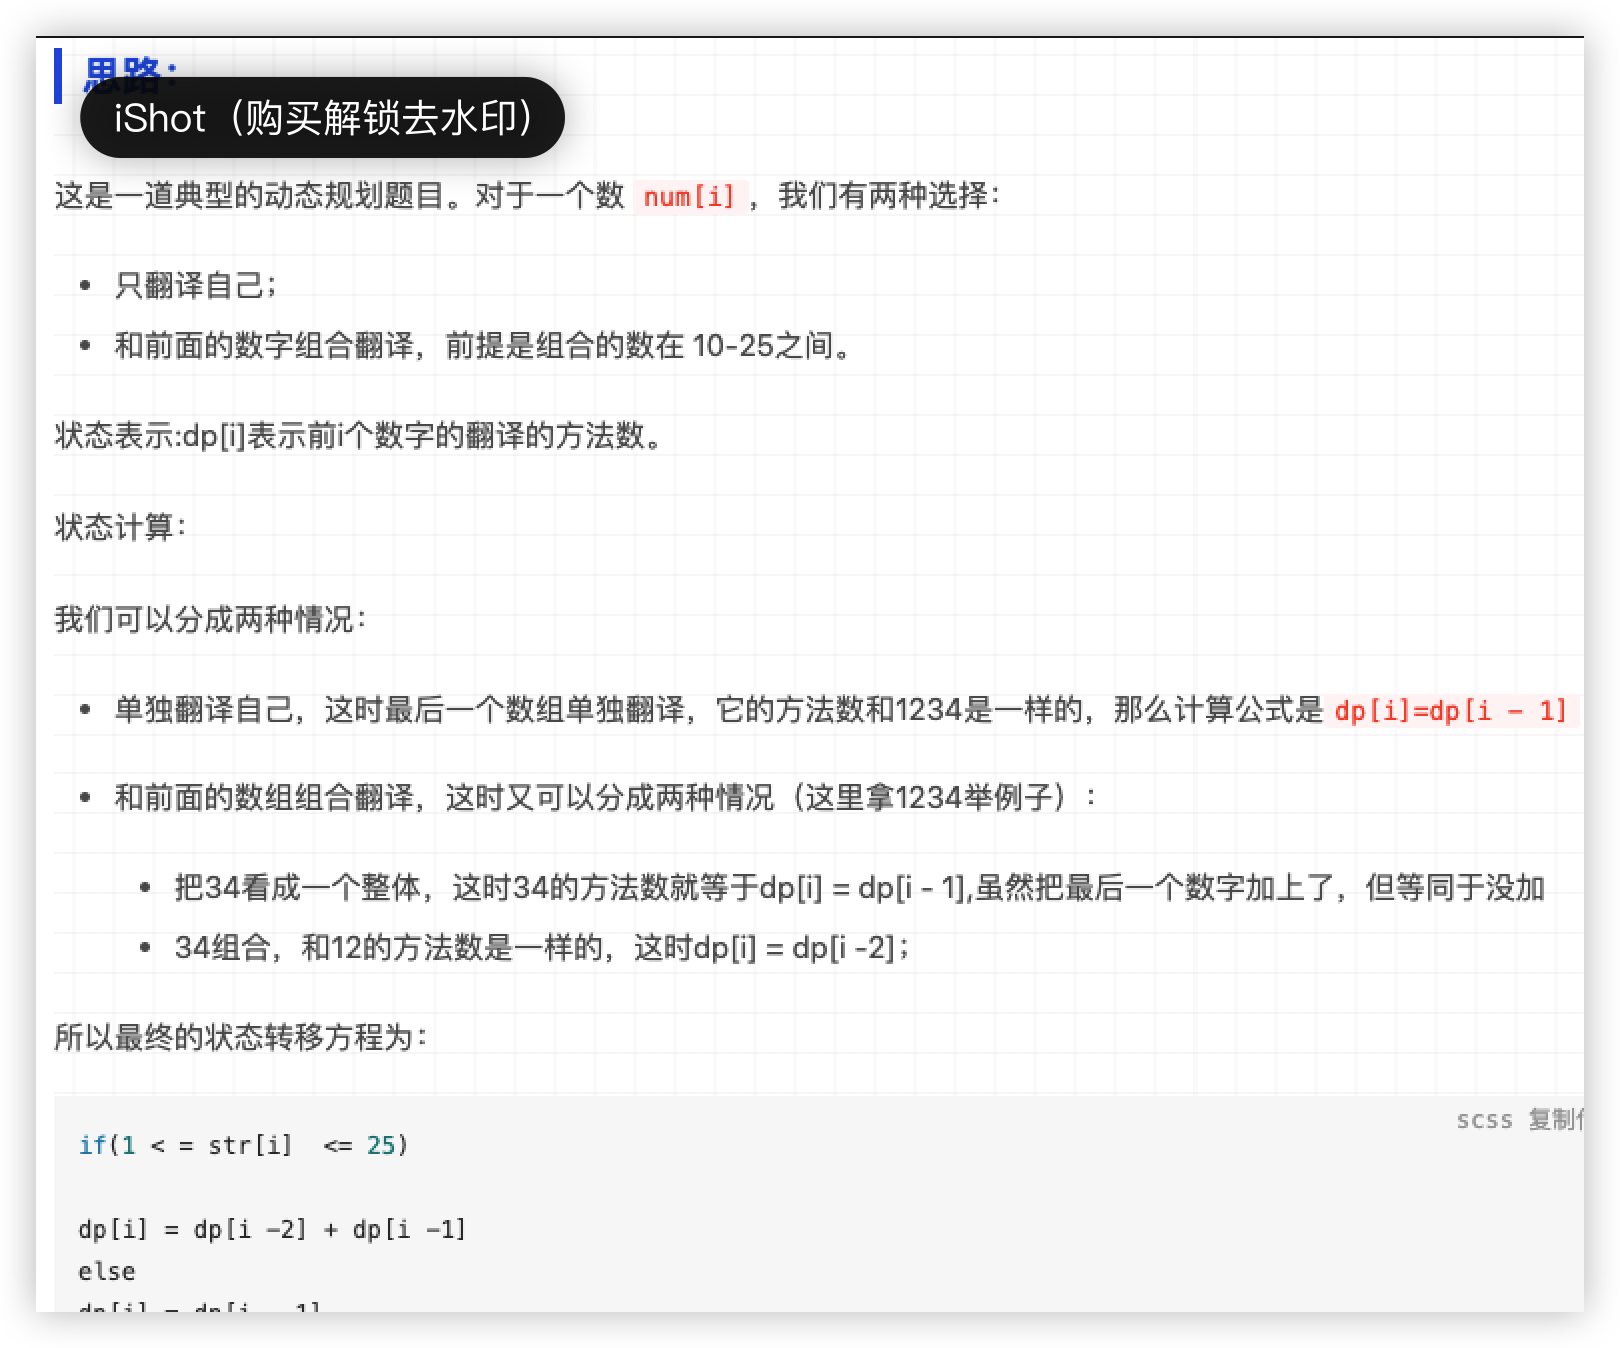 思路：
iShot（购买解锁去水印）
这是一道典型的动态规划题目。对于一个数 num[i]，我们有两种选择：
只翻译自己；
和前面的数字组合翻译，前提是组合的数在 10-25之间。
状态表示:dp[i]表示前i个数字的翻译的方法数。
状态计算：
我们可以分成两种情况：
单独翻译自己，这时最后一个数组单独翻译，它的方法数和1234是一样的，那么计算公式是 dp[i]=dp[i - 1]
和前面的数组组合翻译，这时又可以分成两种情况（这里拿1234举例子）：
把34看成一个整体，这时34的方法数就等于dp[i] = dp[i - 1],虽然把最后一个数字加上了，但等同于没加
34组合，和12的方法数是一样的，这时dp[i] = dp[i -2]；
所以最终的状态转移方程为：
scss 复制
if(1 < = str[i]  <= 25)
dp[i] = dp[i -2] + dp[i -1]
else
dp[i] = dp[i - 1]